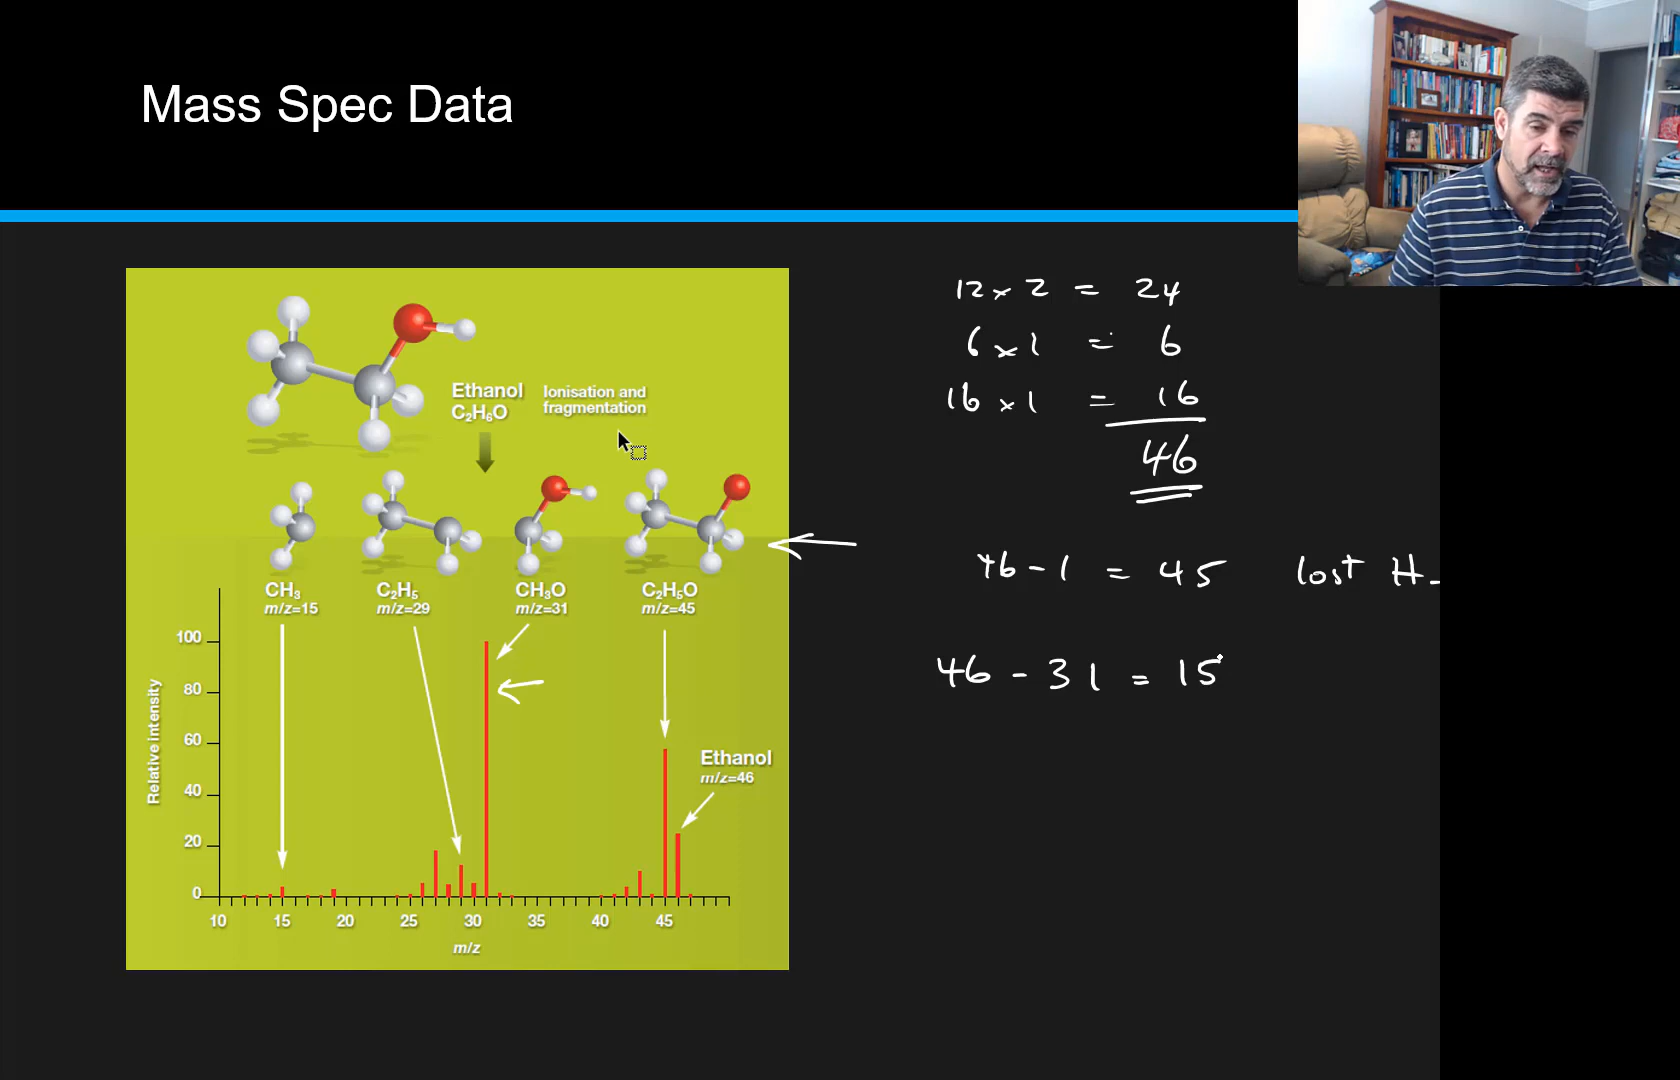 Mass Spec Data
Ethanol
C₂H₆O
Ionisation and
fragmentation
CH₃
m/z=15
C₂H₅
m/z=29
CH₃O
m/z=31
C₂H₅O
m/z=45
Relative intensity
100
80
60
40
20
0
Ethanol
m/z=46
10 15 20 25 30 35 40 45
m/z
12 × 2 = 24
6 × 1 = 6
16 × 1 = 16
46
46 - 1 = 45 lost H
46 - 31 = 15